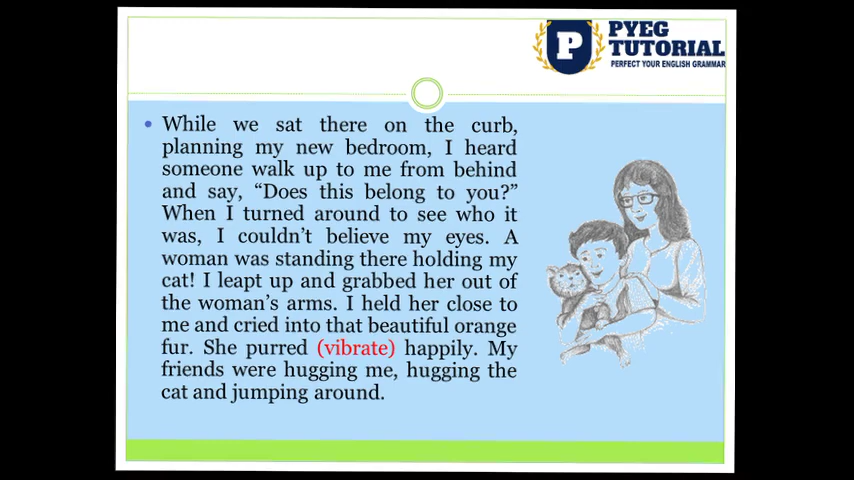 P
PYEG
TUTORIAL
PERFECT YOUR ENGLISH GRAMMAR
• While we sat there on the curb,
planning my new bedroom, I heard
someone walk up to me from behind
and say, “Does this belong to you?”
When I turned around to see who it
was, I couldn’t believe my eyes. A
woman was standing there holding my
cat! I leapt up and grabbed her out of
the woman’s arms. I held her close to
me and cried into that beautiful orange
fur. She purred (vibrate) happily. My
friends were hugging me, hugging the
cat and jumping around.